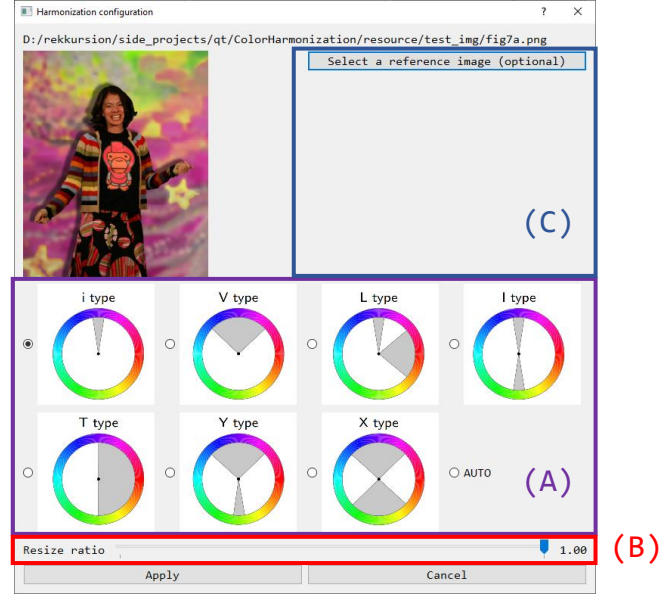 Harmonization configuration
? ×
D:/rekkursion/side_projects/qt/ColorHarmonization/resource/test_img/fig7a.png
Select a reference image (optional)
(C)
i type
V type
L type
I type
T type
Y type
X type
AUTO
(A)
Resize ratio
1.00
(B)
Apply
Cancel